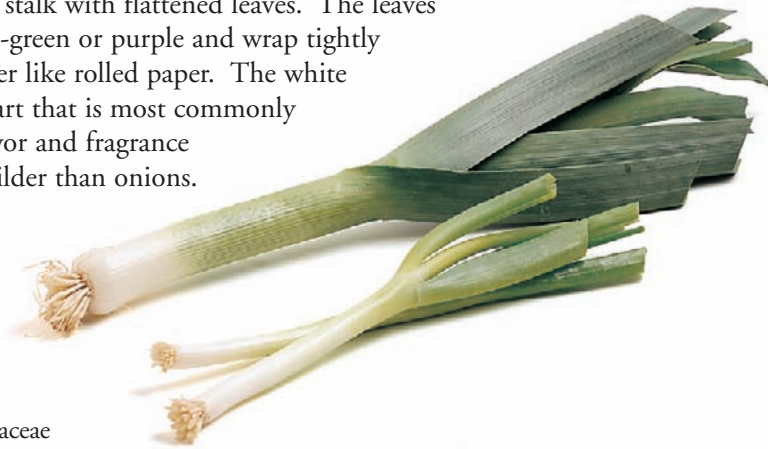 stalk with flattened leaves. The leaves
-green or purple and wrap tightly
er like rolled paper. The white
art that is most commonly
vor and fragrance
ilder than onions.
aceae